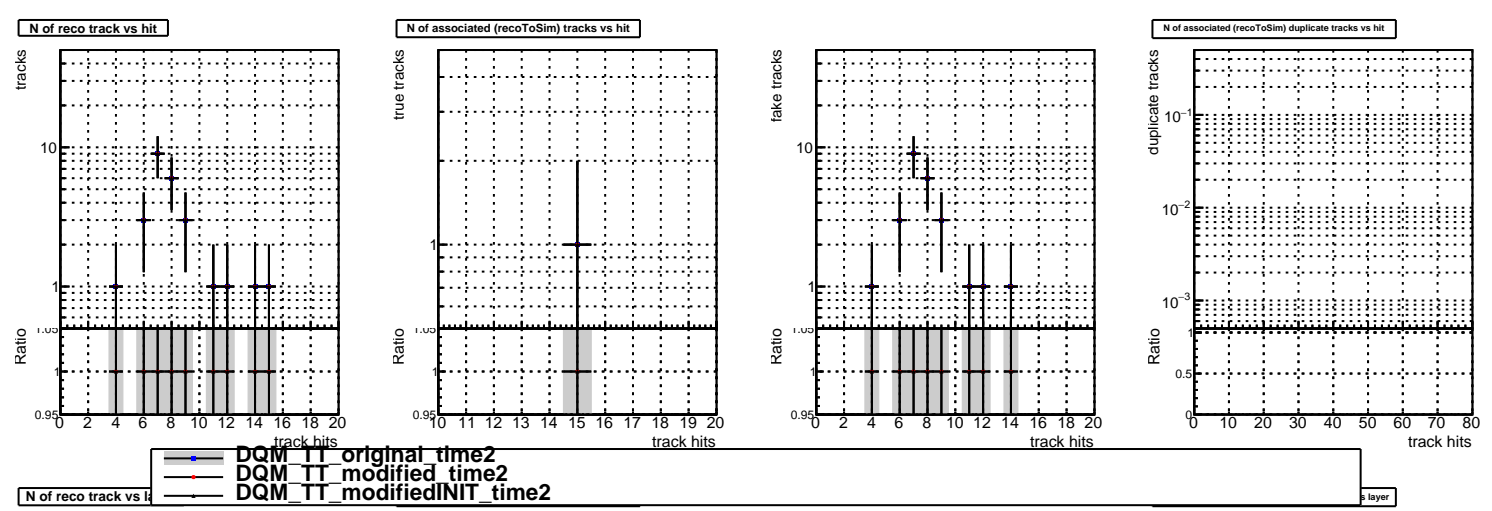 N of reco track vs hit
tracks
10
1
Ratio
1.05
1
0.95
0 2 4 6 8 10 12 14 16 18 20
track hits
N of associated (recoToSim) tracks vs hit
true tracks
1
Ratio
1.05
1
0.95
10 11 12 13 14 15 16 17 18 19 20
track hits
fake tracks
10
1
Ratio
1.05
1
0.95
0 2 4 6 8 10 12 14 16 18 20
track hits
N of associated (recoToSim) duplicate tracks vs hit
duplicate tracks
10⁻¹
10⁻²
10⁻³
Ratio
1
0.5
0
0 10 20 30 40 50 60 70 80
track hits
DQM_TT_original_time2
DQM_TT_modified_time2
DQM_TT_modifiedINIT_time2
N of reco track vs
layer